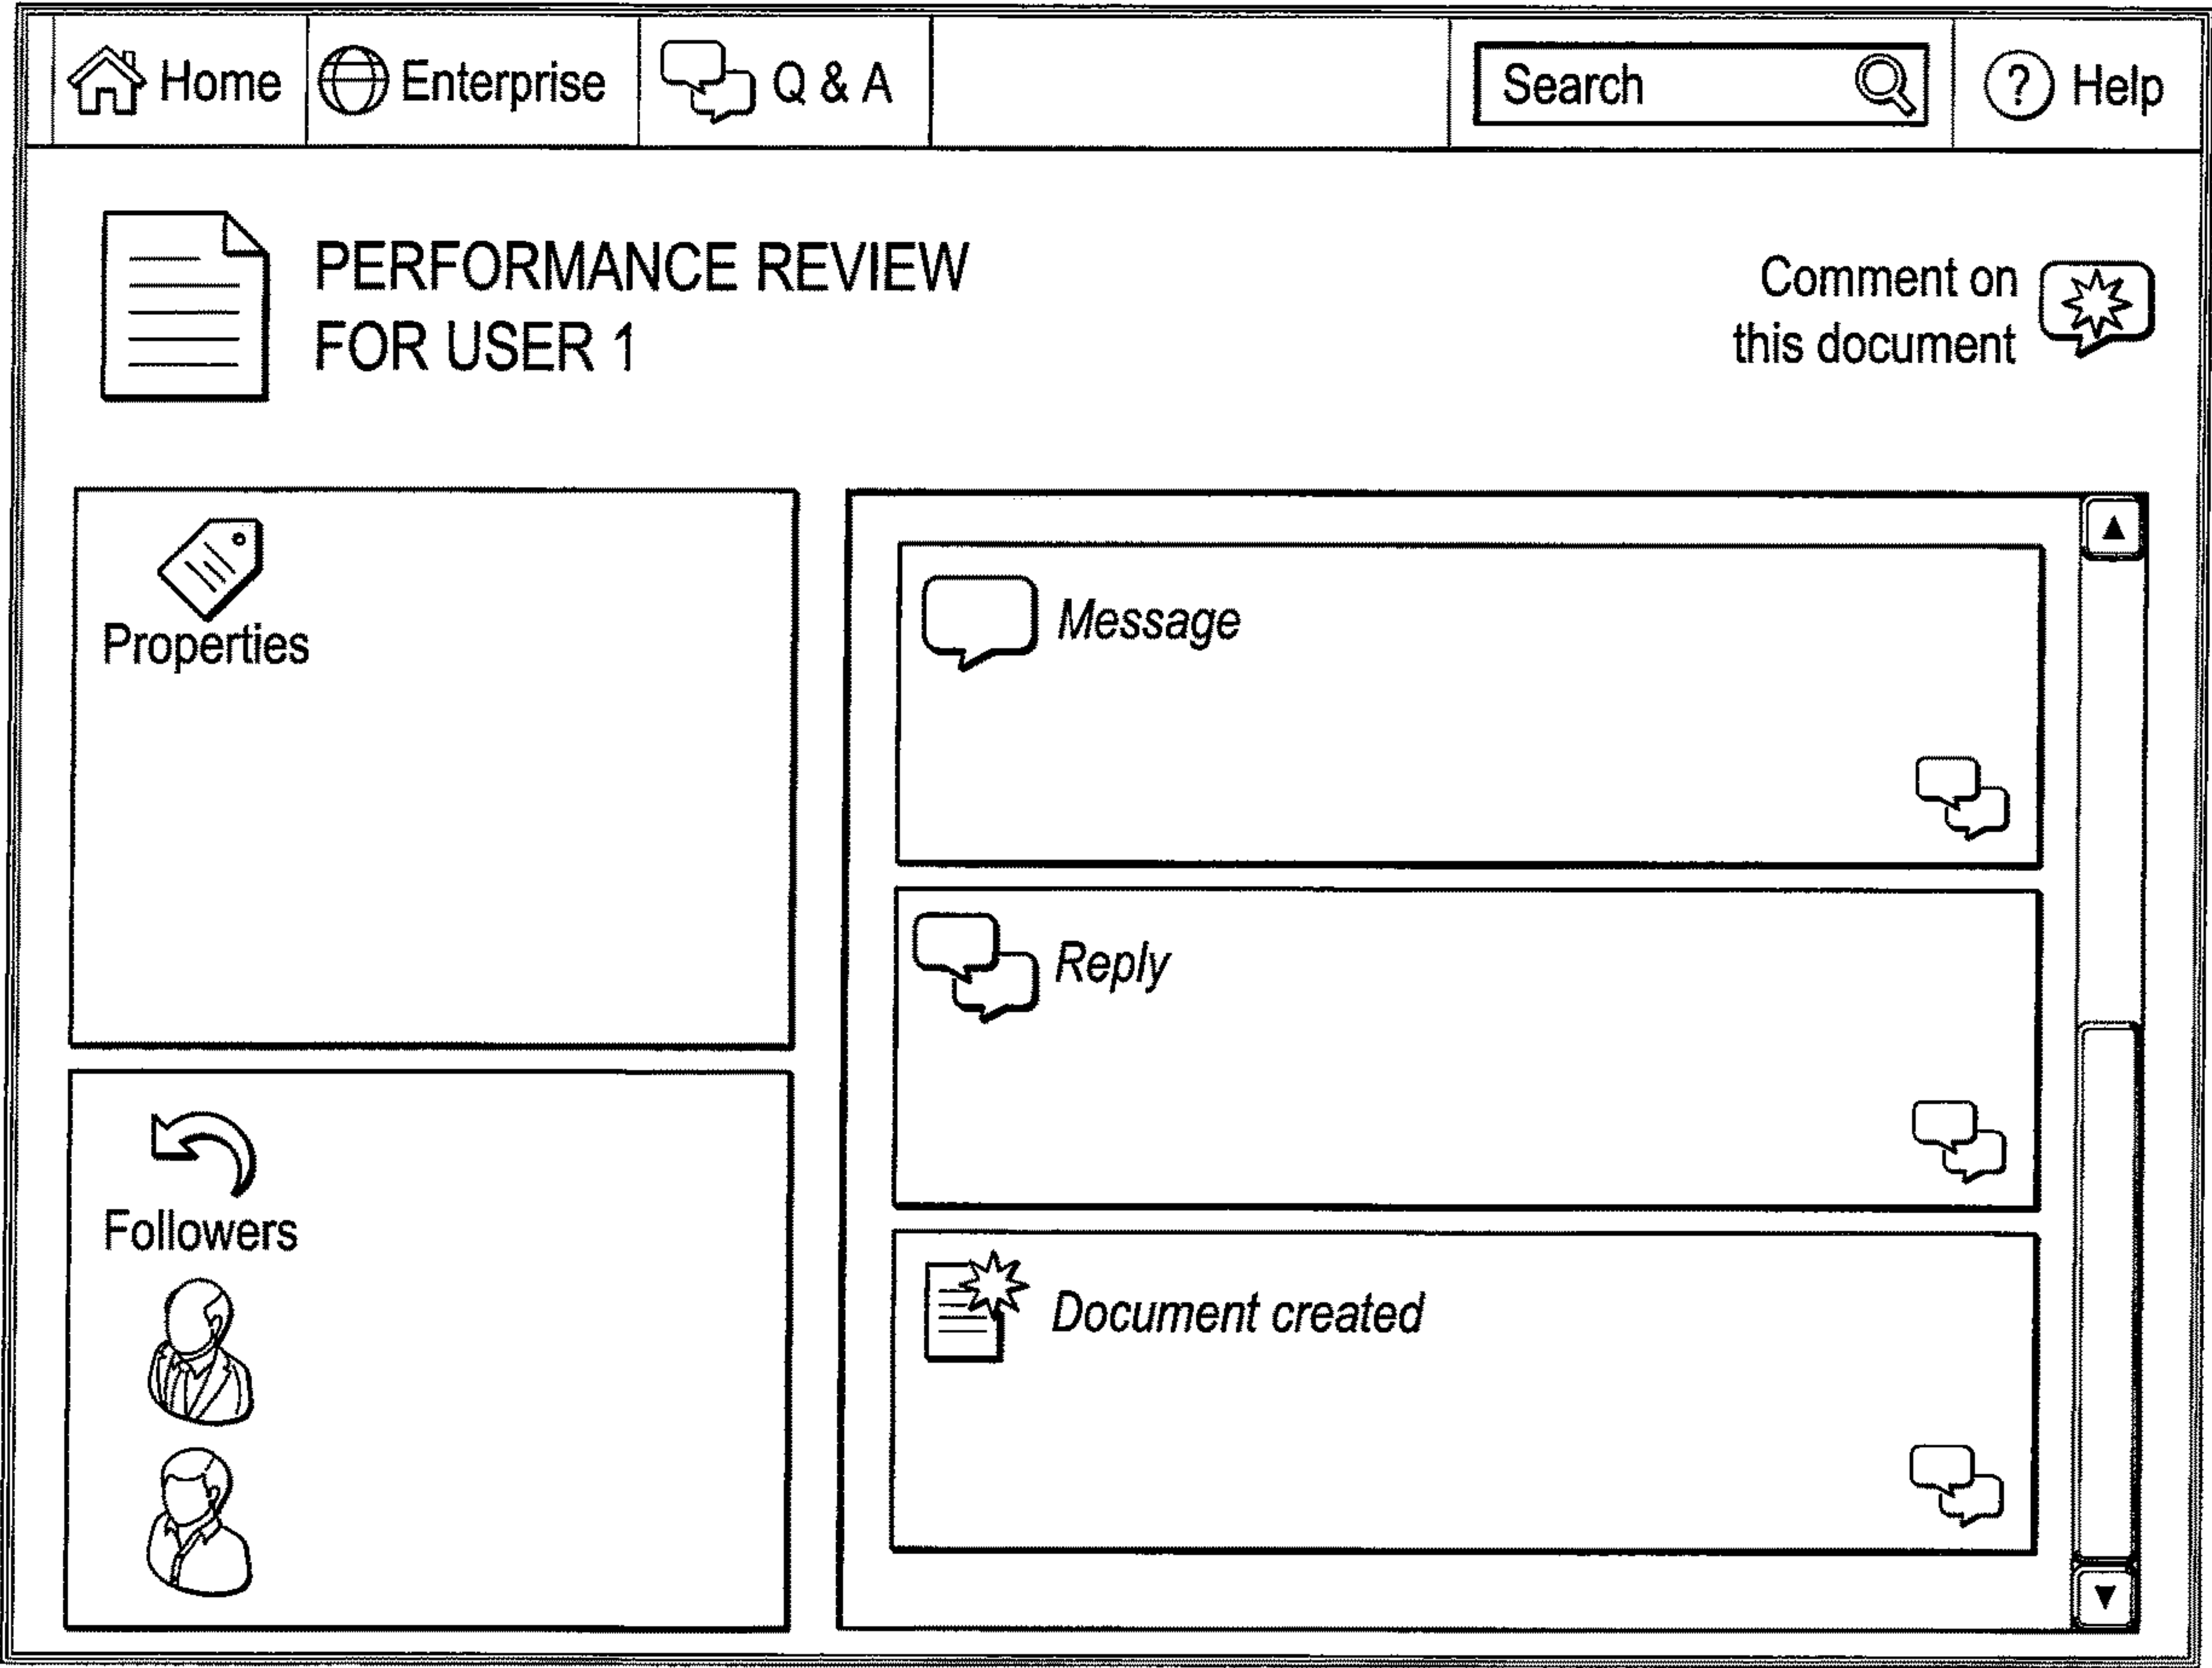 Home Enterprise Q & A Search ? Help
PERFORMANCE REVIEW
FOR USER 1
Comment on
this document
Properties
Followers
Message
Reply
Document created